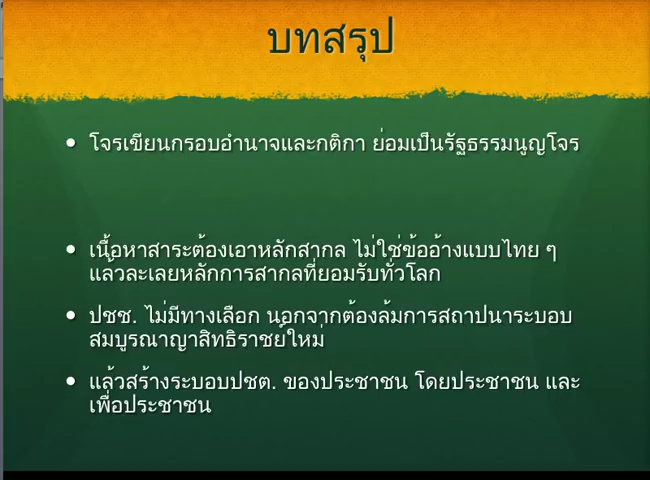 บทสรุป
โจรเขียนกรอบอำนาจและกติกา ย่อมเป็นรัฐธรรมนูญโจร
เนื้อหาสาระต้องเอาหลักสากล ไม่ใช่ข้ออ้างแบบไทย ๆ
แล้วละเลยหลักการสากลที่ยอมรับทั่วโลก
ปชช. ไม่มีทางเลือก นอกจากต้องล้มการสถาปนาระบอบ
สมบูรณาญาสิทธิราชย์ใหม่
แล้วสร้างระบอบปชต. ของประชาชน โดยประชาชน และ
เพื่อประชาชน